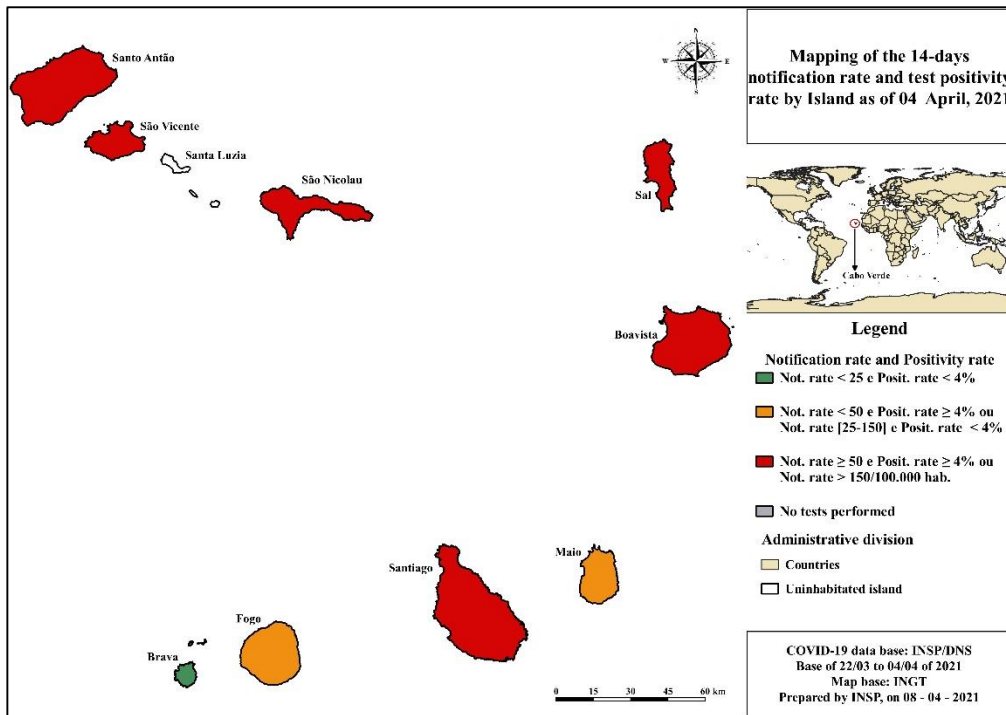 Santo Antão
São Vicente
Santa Luzia
São Nicolau
Sal
Boavista
Maio
Santiago
Fogo
Brava
N
W
E
S
0 15 30 45 60 km
Mapping of the 14-days
notification rate and test positivity
rate by Island as of 04 April, 2021
Cabo Verde
Legend
Notification rate and Positivity rate
Not. rate < 25 e Posit. rate < 4%
Not. rate < 50 e Posit. rate ≥ 4% ou
Not. rate [25-150] e Posit. rate < 4%
Not. rate ≥ 50 e Posit. rate ≥ 4% ou
Not. rate > 150/100.000 hab.
No tests performed
Administrative division
Countries
Uninhabitated island
COVID-19 data base: INSP/DNS
Base of 22/03 to 04/04 of 2021
Map base: INGT
Prepared by INSP, on 08 - 04 - 2021